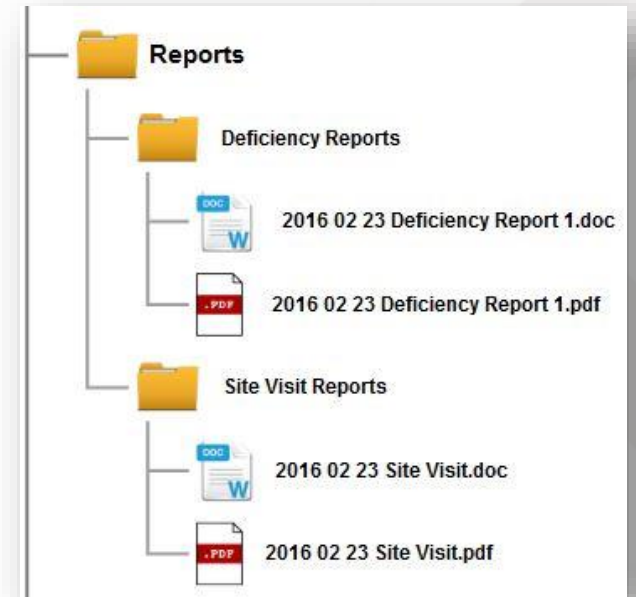 Reports
Deficiency Reports
DOC
W
2016 02 23 Deficiency Report 1.doc
.PDF
2016 02 23 Deficiency Report 1.pdf
Site Visit Reports
DOC
W
2016 02 23 Site Visit.doc
.PDF
2016 02 23 Site Visit.pdf